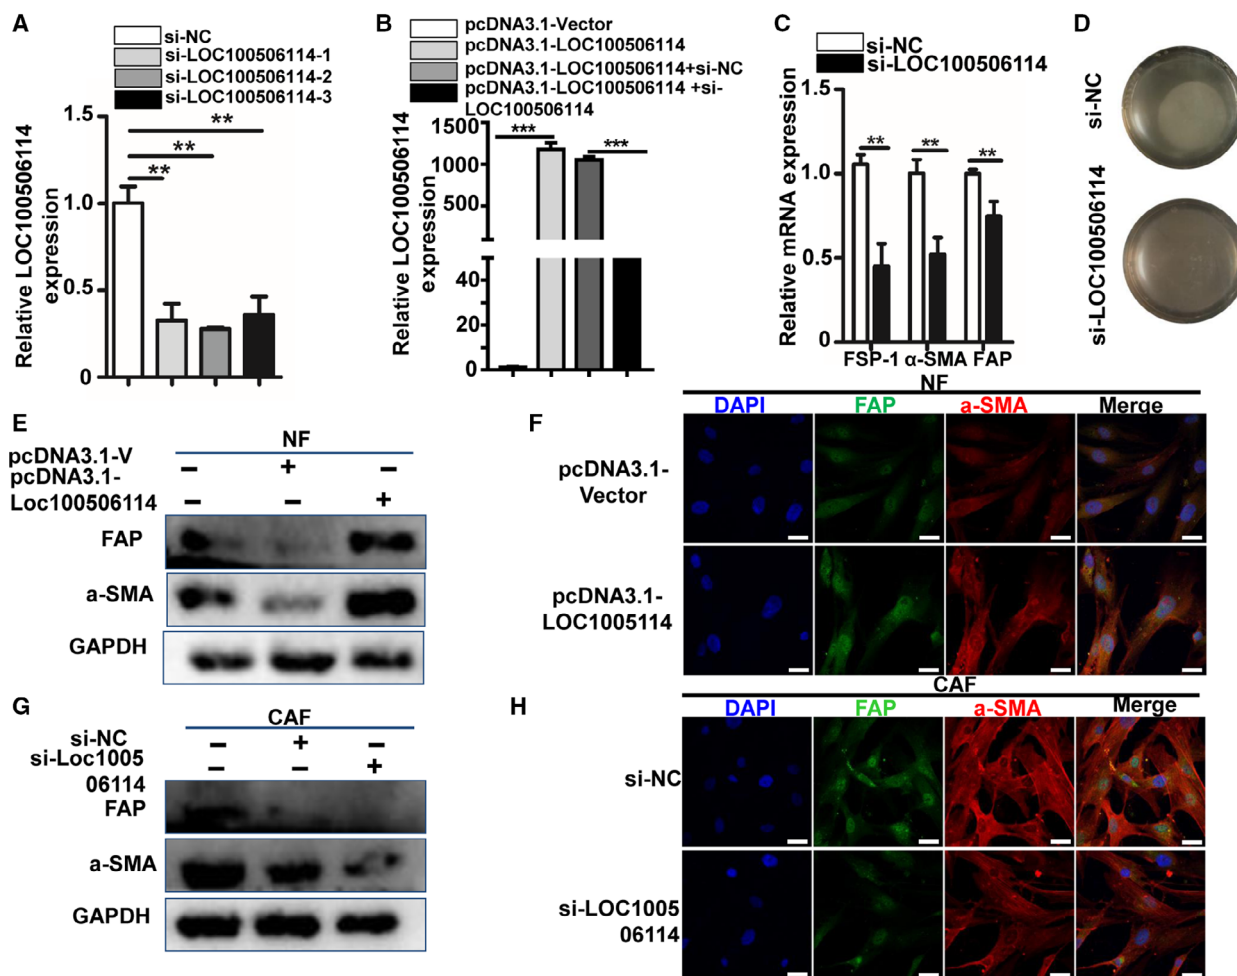 A
si-NC
si-LOC100506114-1
si-LOC100506114-2
si-LOC100506114-3
Relative LOC100506114
expression
1.5
1.0
0.5
0
**
**
**
B
pcDNA3.1-Vector
pcDNA3.1-LOC100506114
pcDNA3.1-LOC100506114+si-NC
pcDNA3.1-LOC100506114 +si-
LOC100506114
Relative LOC100506114
expression
1500
1000
500
40
20
0
***
***
C
si-NC
si-LOC100506114
Relative mRNA expression
1.5
1.0
0.5
0
**
**
**
FSP-1 α-SMA FAP
D
si-NC
si-LOC100506114
E
NF
pcDNA3.1-V
pcDNA3.1-
Loc100506114
– + –
– – +
FAP
a-SMA
GAPDH
F
NF
DAPI FAP a-SMA Merge
pcDNA3.1-
Vector
pcDNA3.1-
LOC1005114
G
CAF
si-NC
– + –
si-Loc1005
06114
– – +
FAP
a-SMA
GAPDH
H
CAF
DAPI FAP a-SMA Merge
si-NC
si-LOC1005
06114